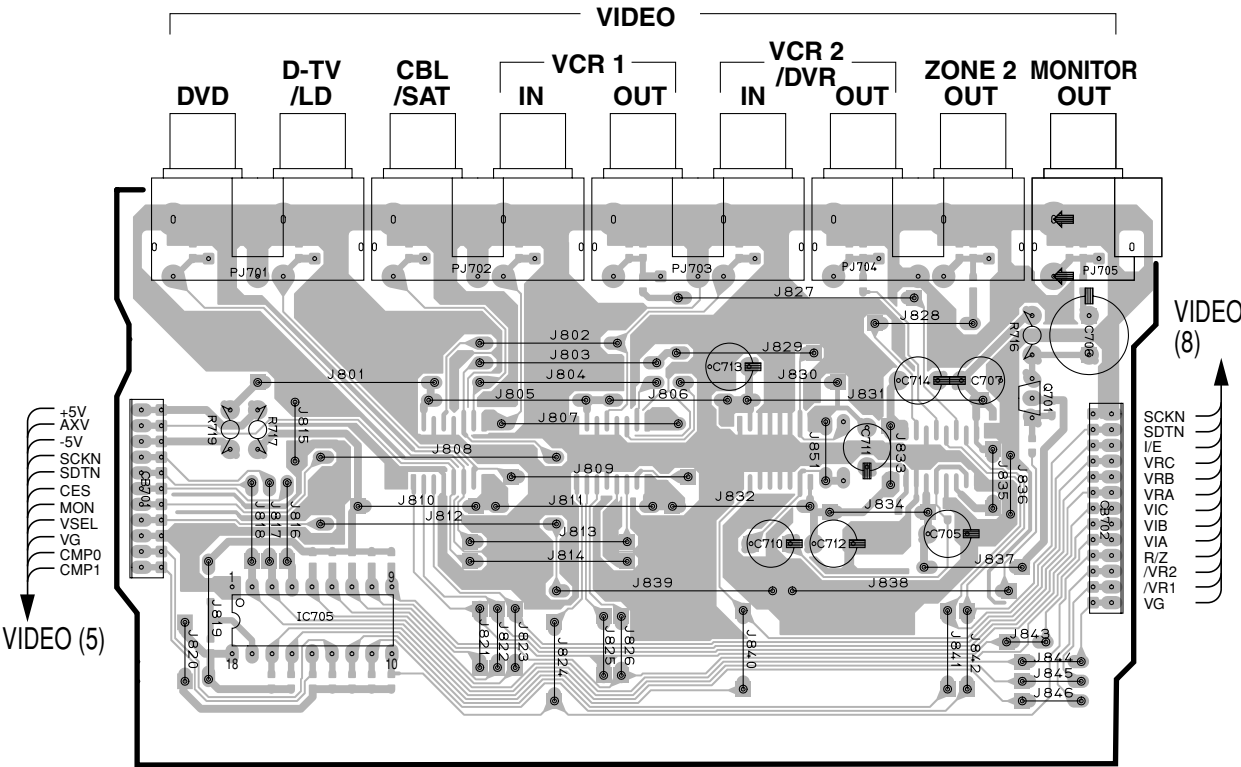 VIDEO
DVD
D-TV
/LD
CBL
/SAT
VCR 1
IN
OUT
VCR 2
/DVR
IN
OUT
ZONE 2
OUT
MONITOR
OUT
PJ701
PJ702
PJ703
PJ704
PJ705
J827
J828
J802
J829
J803
J801
J804
J830
J805
J806
J831
J807
C713
C714
C707
R716
VIDEO
(8)
Q701
+5V
AXV
-5V
SCKN
SDTN
CES
MON
VSEL
VG
CMP0
CMP1
VIDEO (5)
R719
R717
J815
J808
J851
C711
J833
J809
J835
J836
J810
J811
J832
J834
J812
J818
J817
J816
J813
J814
C710
C712
C705
J837
J839
J838
SCKN
SDTN
I/E
VRC
VRB
VRA
VIC
VIB
VIA
R/Z
/VR2
/VR1
VG
CB702
1
9
IC705
18
10
J819
J820
J821
J822
J823
J824
J825
J826
J840
J841
J842
J843
J844
J845
J846